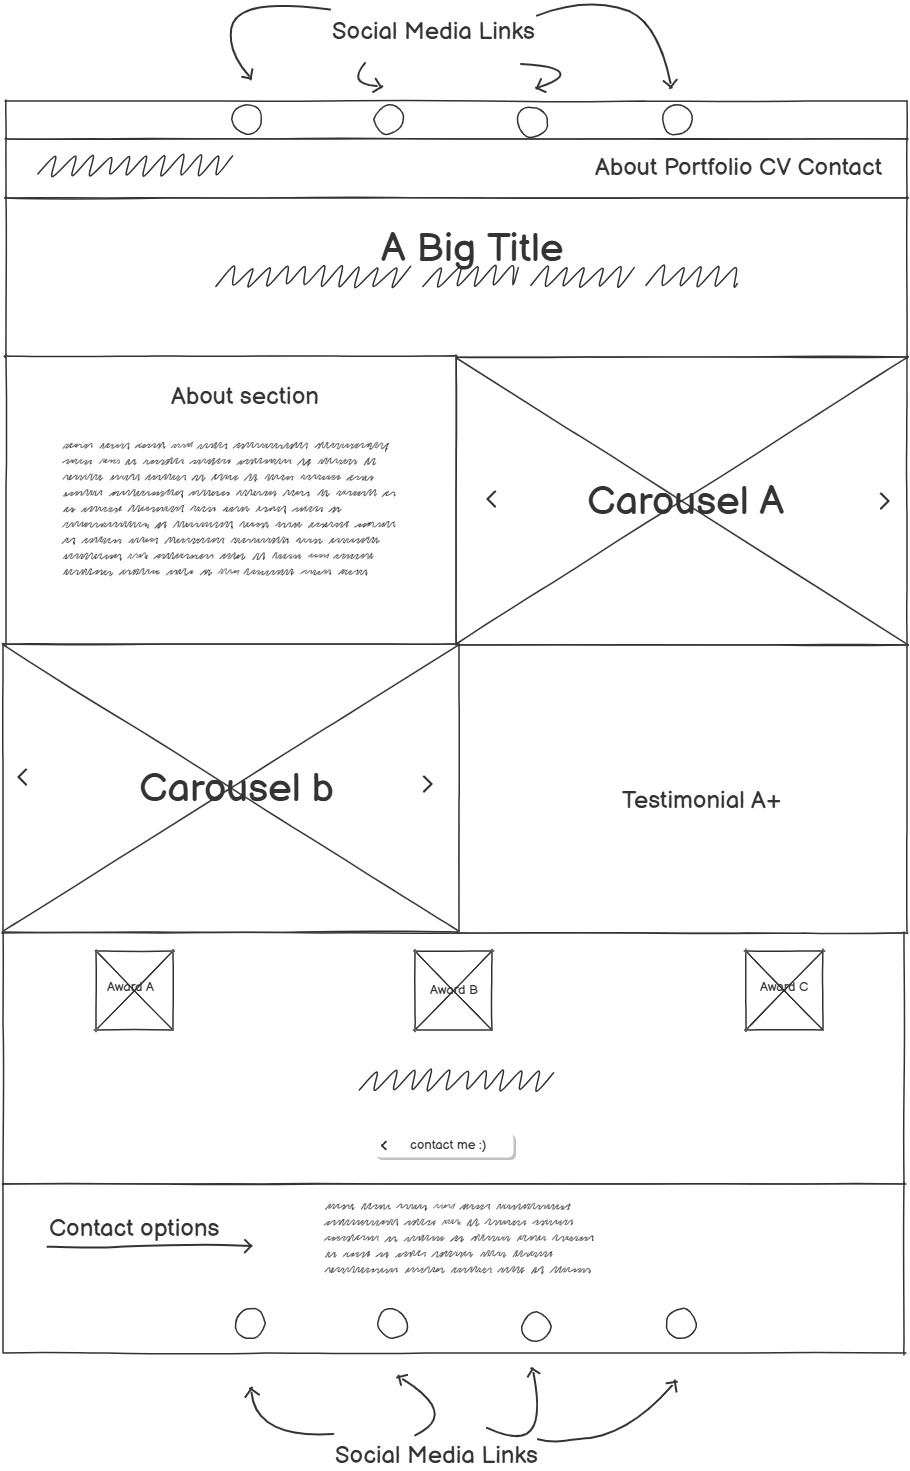 Social Media Links
About Portfolio CV Contact
A Big Title
About section
Carousel A
Carousel b
Testimonial A+
Award A
Award B
Award C
contact me :)
Contact options
Social Media Links